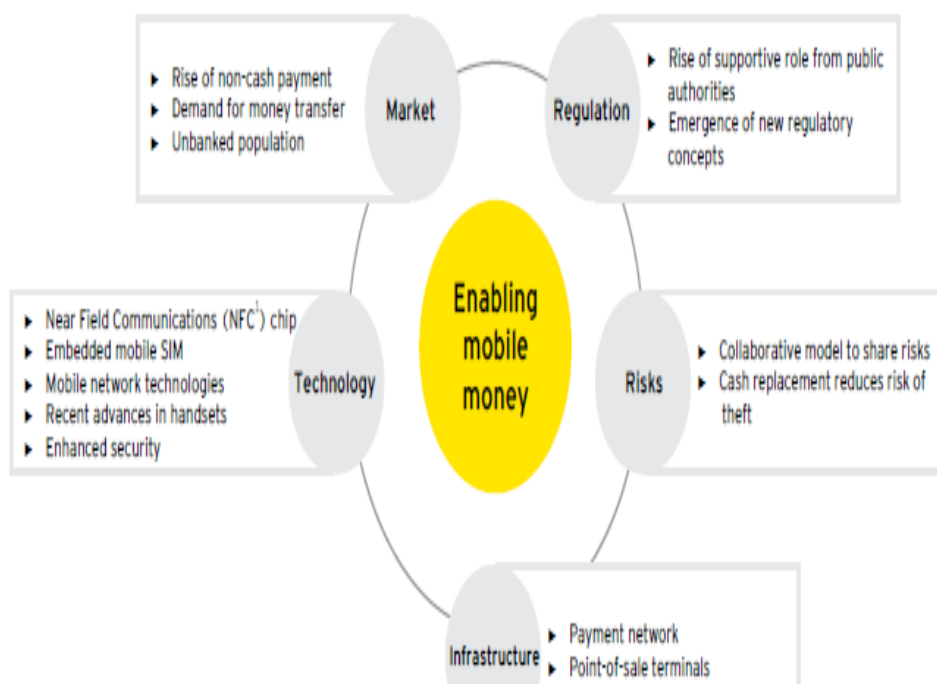 Market
▸ Rise of non-cash payment
▸ Demand for money transfer
▸ Unbanked population
Regulation
▸ Rise of supportive role from public
authorities
▸ Emergence of new regulatory
concepts
Enabling
mobile
money
Technology
▸ Near Field Communications (NFC¹) chip
▸ Embedded mobile SIM
▸ Mobile network technologies
▸ Recent advances in handsets
▸ Enhanced security
Risks
▸ Collaborative model to share risks
▸ Cash replacement reduces risk of
theft
Infrastructure
▸ Payment network
▸ Point-of-sale terminals